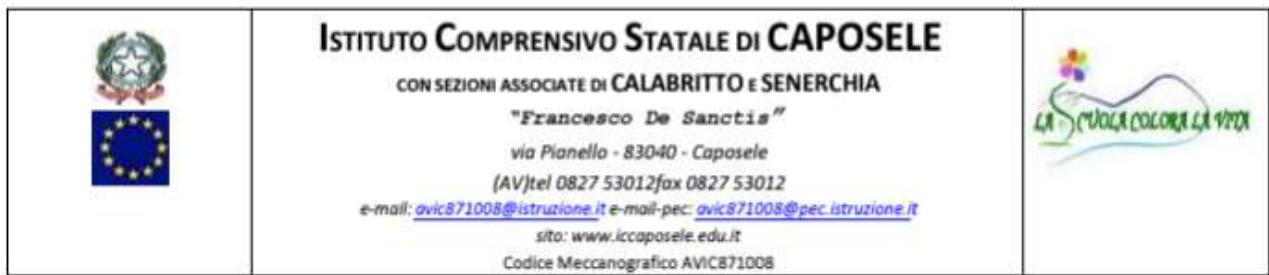 ISTITUTO COMPRENSIVO STATALE DI CAPOSELE
CON SEZIONI ASSOCIATE DI CALABRITTO E SENERCHIA
"Francesco De Sanctis"
via Pianello - 83040 - Caposele
(AV)tel 0827 53012fax 0827 53012
e-mail: avic871008@istruzione.it e-mail-pec: avic871008@pec.istruzione.it
sito: www.iccaposele.edu.it
Codice Meccanografico AVIC871008
LA SCUOLA COLORA LA VITA